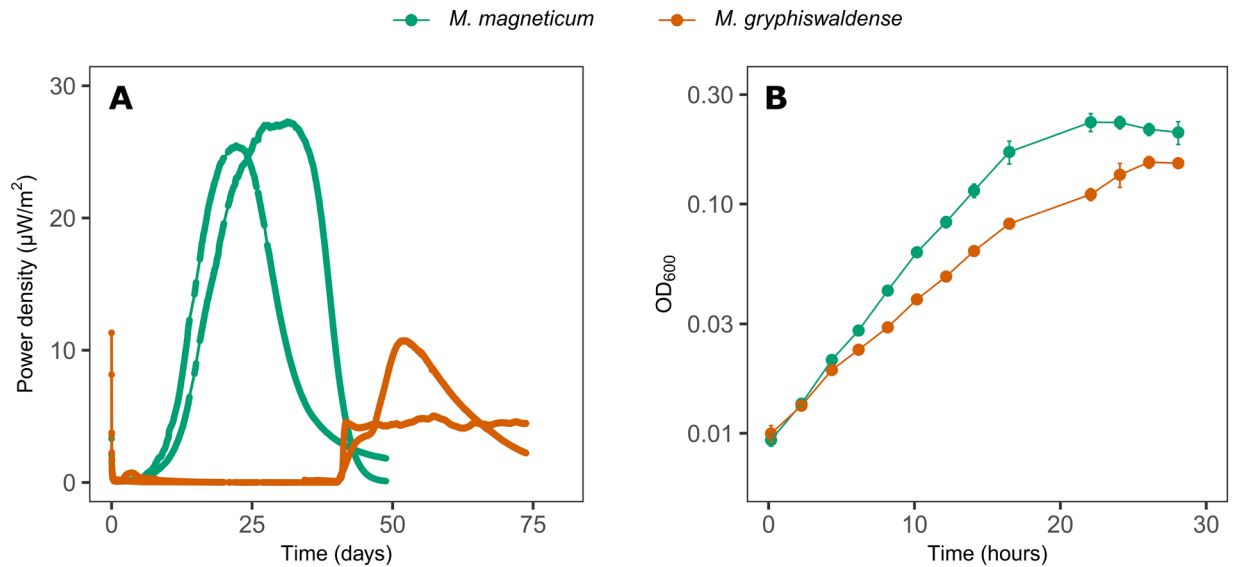 M. magneticum M. gryphiswaldense
A
30
20
10
0
Power density (µW/m²)
0 25 50 75
Time (days)
B
0.30
0.10
0.03
0.01
OD₆₀₀
0 10 20 30
Time (hours)